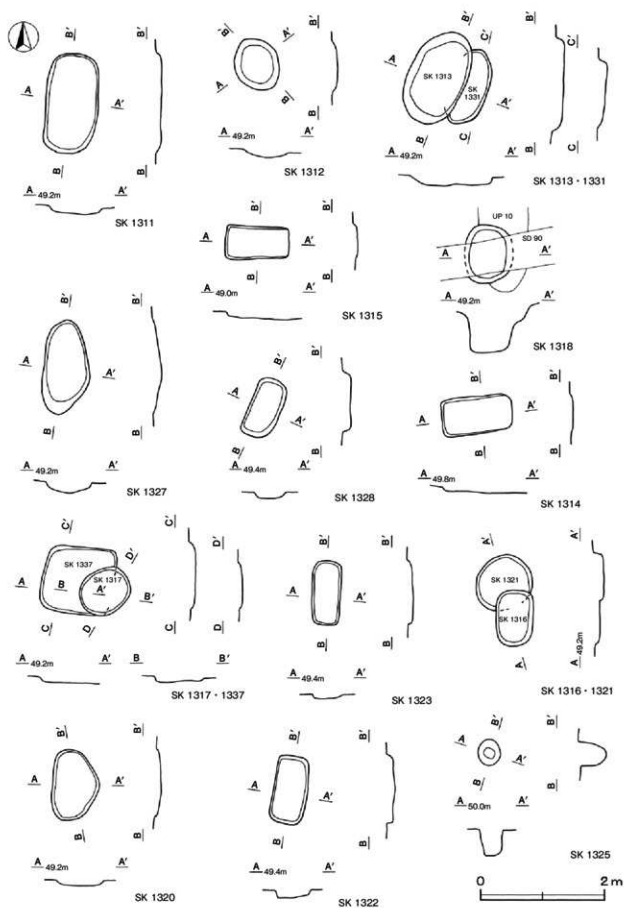 B′ B′
A A′
B B
A 49.2m A′
SK 1311
B′ A′ B′
A B B
A 49.2m A′
SK 1312
B′ C′ B′ C′
A SK 1313
SK 1331 A′
B C B C
A 49.2m A′
SK 1313・1331
B′ B′
A A′
B B
A 49.0m A′
SK 1315
UP 10
SD 90
A A′
A 49.2m A′
SK 1318
B′ B′
A A′
B B
A 49.2m A′
SK 1327
B′ B′
A A′
B B
A 49.4m A′
SK 1328
B′ B′
A A′
B B
A 49.8m A′
SK 1314
C′ C′ D′
SK 1337 D′
SK 1317
A B A′ B′
C D C D
A 49.2m A′ B B′
SK 1317・1337
B′ B′
A A′
B B
A 49.4m A′
SK 1323
A′ A′
SK 1321
SK 1316
A A 49.2m
SK 1316・1321
B′ B′
A A′
B B
A 49.2m A′
SK 1320
B′ B′
A A′
B B
A 49.4m A′
SK 1322
B′ B′
A A′
B B
A 50.0m A′
SK 1325
0 2 m